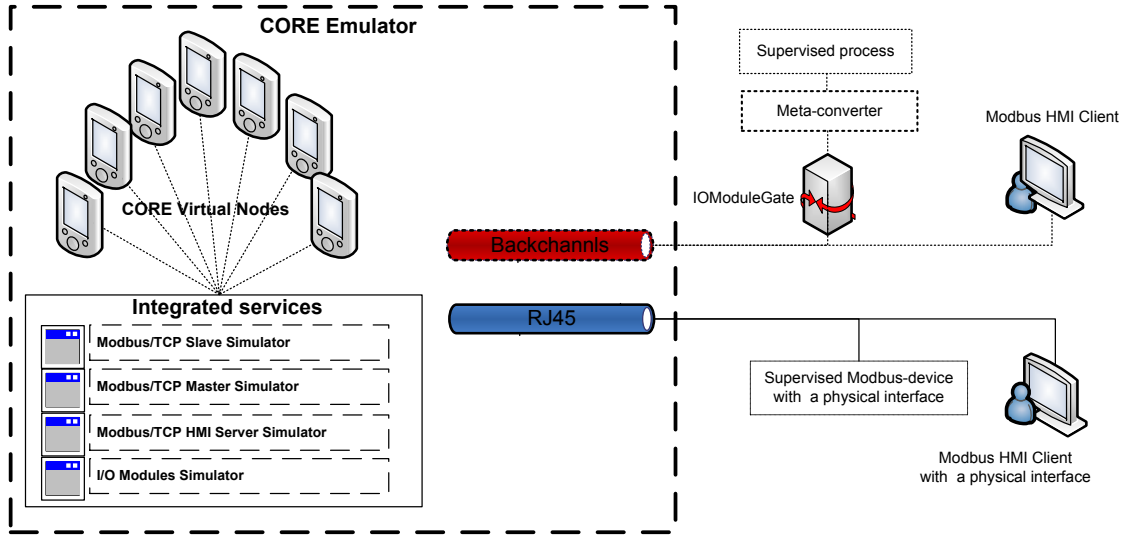 CORE Emulator
CORE Virtual Nodes
Integrated services
Modbus/TCP Slave Simulator
Modbus/TCP Master Simulator
Modbus/TCP HMI Server Simulator
I/O Modules Simulator
Backchannls
RJ45
Supervised process
Meta-converter
IOModuleGate
Modbus HMI Client
Supervised Modbus-device
with a physical interface
Modbus HMI Client
with a physical interface